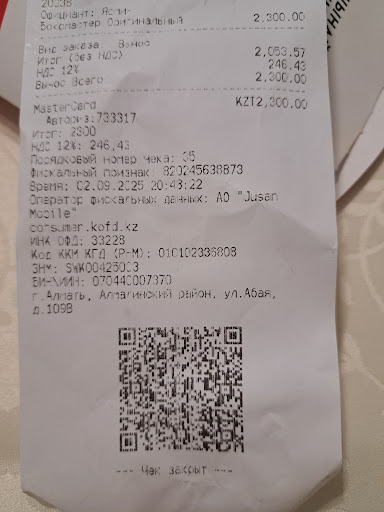 20038
Официант: Ясми-
Боксмастер Оригинальный 2,300.00
Вид заказа Вынос
Итог (без НДС) 2,053.57
НДС 12% 246.43
Вынос Всего 2,300.00
MasterCard KZT2,300.00
Авториз:733317
Итог: 2300
НДС 12%: 246,43
Порядковый номер чека: 35
Фискальный признак: 820245638873
Время: 02.09.2025 20:43:22
Оператор фискальных данных: АО "Jusan
Mobile"
consumer.kofd.kz
ИНК ОФД: 33228
Код ККМ КГД (РНМ): 010102336808
ЗНМ: SWK00425033
БИН\ИИН: 070440007370
г.Алматы, Алмалинский район, ул.Абая,
д.109В
--- Чек закрыт ---